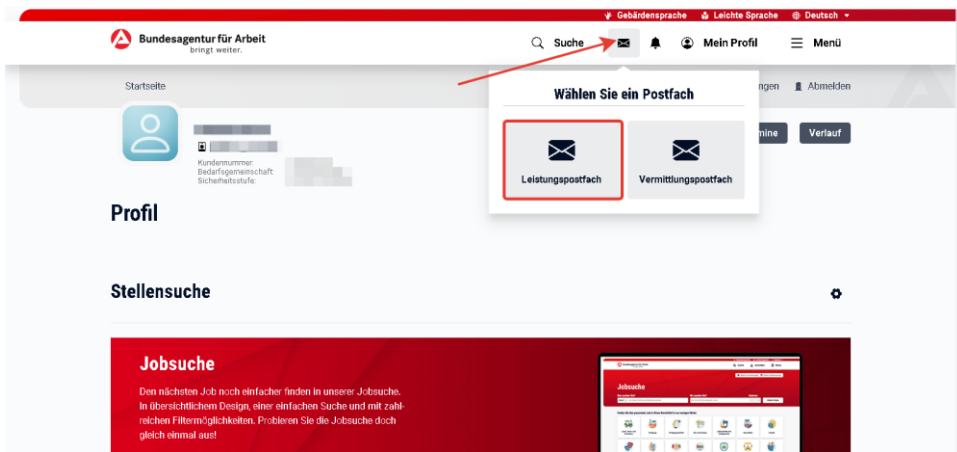 Gebärdensprache Leichte Sprache Deutsch
Bundesagentur für Arbeit
bringt weiter.
Suche Mein Profil Menü
Startseite
ngen Abmelden
Wählen Sie ein Postfach
mine Verlauf
Leistungspostfach Vermittlungspostfach
Kundennummer:
Bedarfsgemeinschaft:
Sicherheitsstufe:
Profil
Stellensuche
Jobsuche
Den nächsten Job noch einfacher finden in unserer Jobsuche.
In übersichtlichem Design, einer einfachen Suche und mit zahl-
reichen Filtermöglichkeiten. Probieren Sie die Jobsuche doch
gleich einmal aus!
Jobsuche